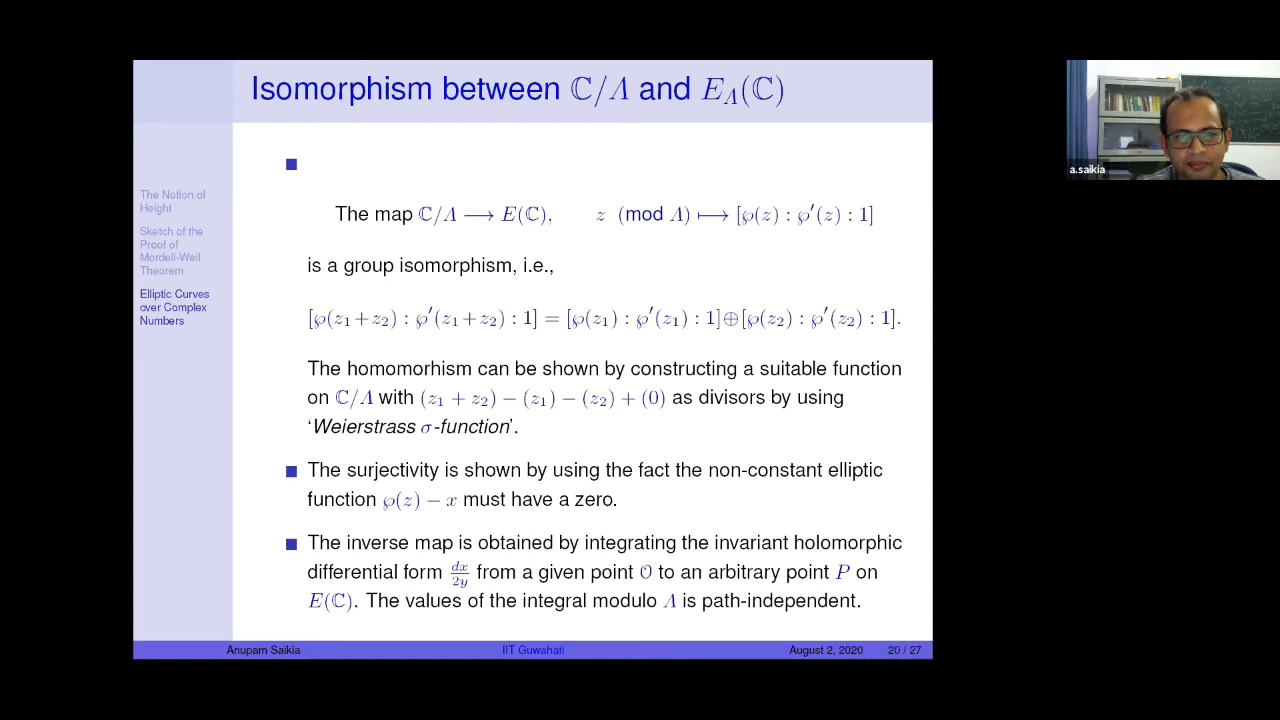 Isomorphism between ℂ/Λ and E_Λ(ℂ)
The Notion of
Height
Sketch of the
Proof of
Mordell-Weil
Theorem
Elliptic Curves
over Complex
Numbers
The map ℂ/Λ ⟶ E(ℂ), z (mod Λ) ⟼ [℘(z) : ℘′(z) : 1]
is a group isomorphism, i.e.,
[℘(z₁+z₂) : ℘′(z₁+z₂) : 1] = [℘(z₁) : ℘′(z₁) : 1]⊕[℘(z₂) : ℘′(z₂) : 1].
The homomorhism can be shown by constructing a suitable function
on ℂ/Λ with (z₁ + z₂) − (z₁) − (z₂) + (0) as divisors by using
‘Weierstrass σ-function’.
The surjectivity is shown by using the fact the non-constant elliptic
function ℘(z) − x must have a zero.
The inverse map is obtained by integrating the invariant holomorphic
differential form dx/2y from a given point O to an arbitrary point P on
E(ℂ). The values of the integral modulo Λ is path-independent.
Anupam Saikia IIT Guwahati August 2, 2020 20 / 27
a.saikia